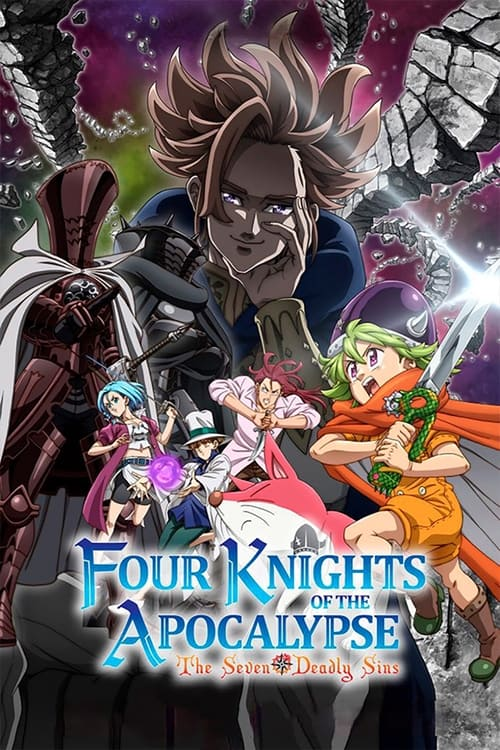 Four Knights
of the
Apocalypse
The Seven Deadly Sins